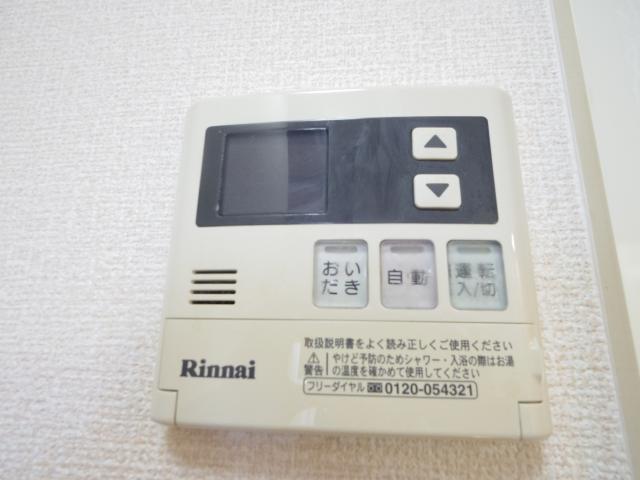 ▲
▼
おい
だき
自動
運転
入/切
取扱説明書をよく読み正しくご使用ください
⚠警告 やけど予防のためシャワー・入浴の際はお湯
の温度を確かめて使用してください
フリーダイヤル 0120-054321
Rinnai